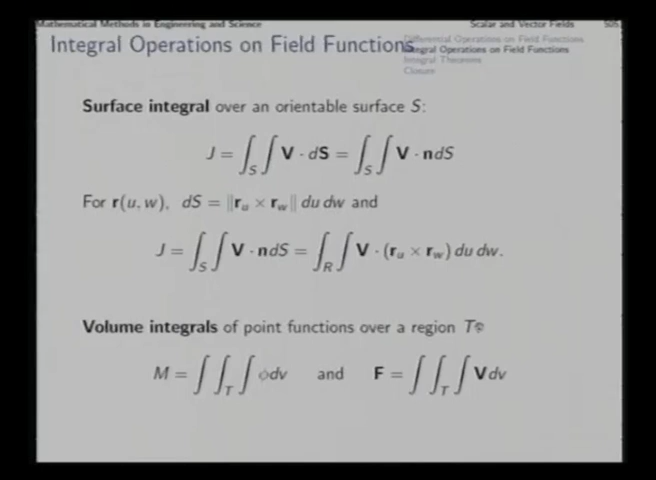 Mathematical Methods in Engineering and Science
Scalar and Vector Fields
Integral Operations on Field Functions
Differential Operations on Field Functions
Integral Operations on Field Functions
Integral Theorems
Closure
Surface integral over an orientable surface S:
J = ∫_S ∫ V · dS = ∫_S ∫ V · ndS
For r(u, w), dS = ‖r_u × r_w‖ du dw and
J = ∫_S ∫ V · ndS = ∫_R ∫ V · (r_u × r_w) du dw.
Volume integrals of point functions over a region T:
M = ∫ ∫_T ∫ ϕdv and F = ∫ ∫_T ∫ Vdv